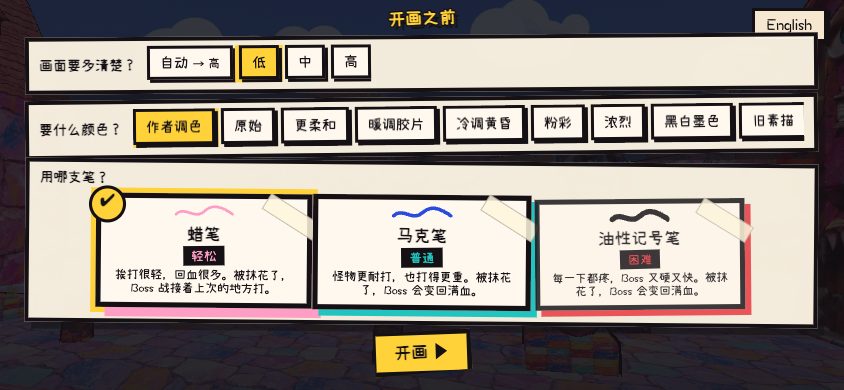 开画之前
English
画面要多清楚？
自动 → 高
低
中
高
要什么颜色？
作者调色
原始
更柔和
暖调胶片
冷调黄昏
粉彩
浓烈
黑白墨色
旧素描
用哪支笔？
蜡笔
轻松
挨打很轻，回血很多。被抹花了，
Boss 战接着上次的地方打。
马克笔
普通
怪物更耐打，也打得更重。被抹花
了，Boss 会变回满血。
油性记号笔
困难
每一下都疼，Boss 又硬又快。被抹
花了，Boss 会变回满血。
开画 ▶